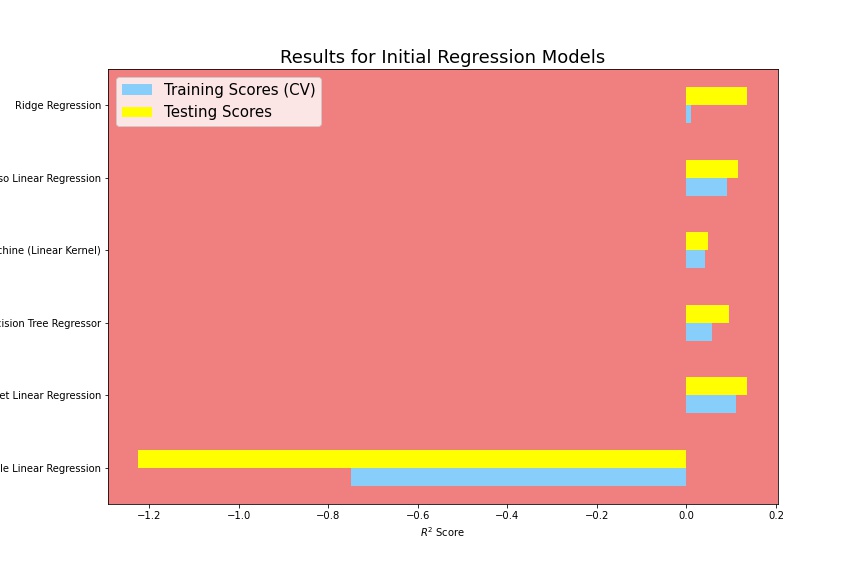 Results for Initial Regression Models
Training Scores (CV)
Testing Scores
Ridge Regression
so Linear Regression
chine (Linear Kernel)
ision Tree Regressor
et Linear Regression
le Linear Regression
−1.2 −1.0 −0.8 −0.6 −0.4 −0.2 0.0 0.2
R² Score